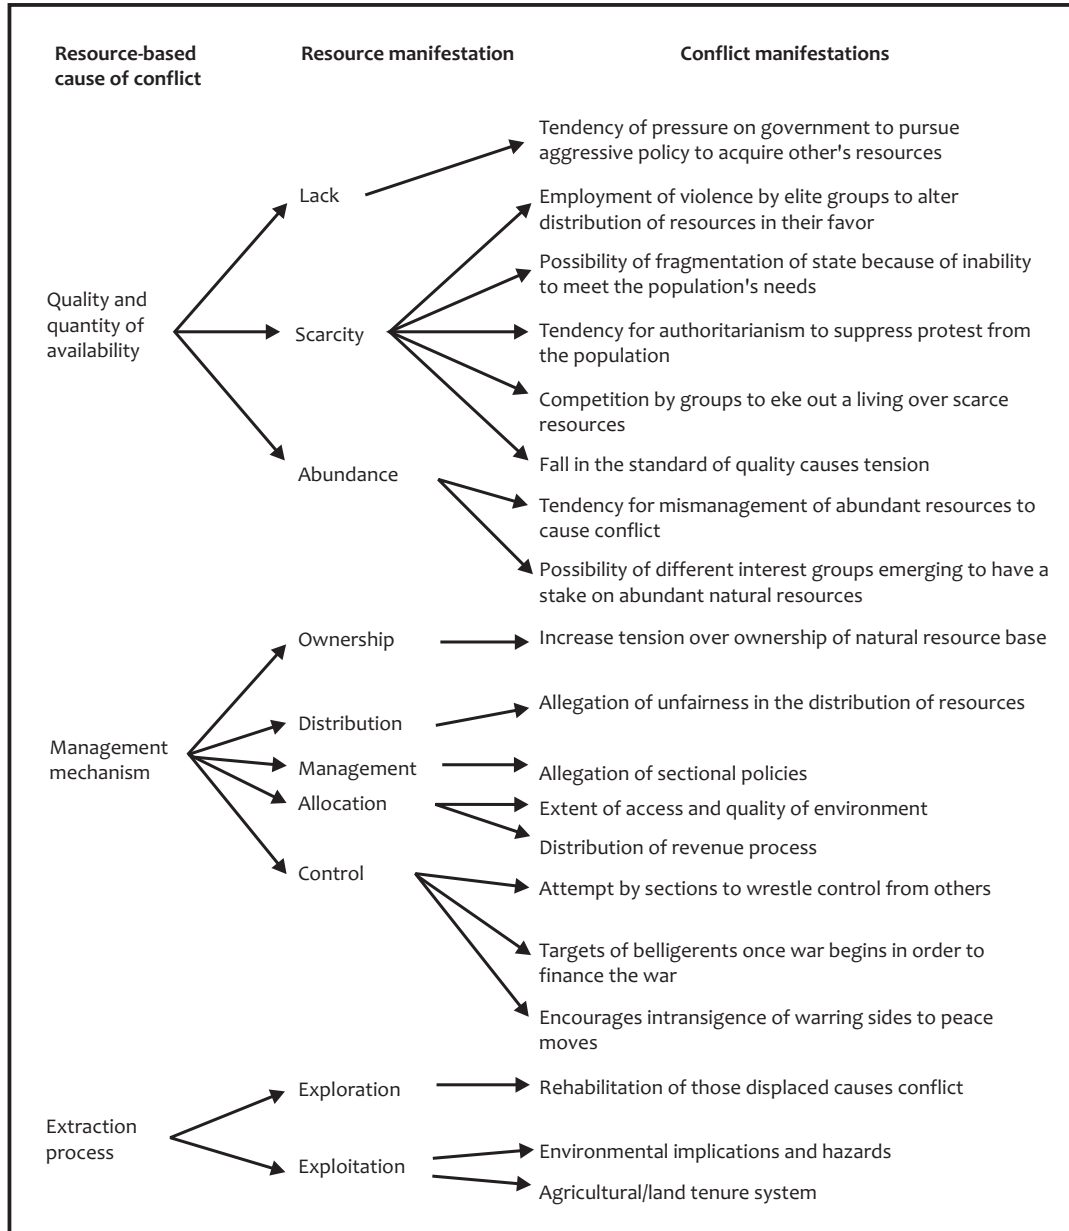 Resource-based
cause of conflict
Resource manifestation
Conflict manifestations
Quality and
quantity of
availability
Lack
Tendency of pressure on government to pursue
aggressive policy to acquire other's resources
Scarcity
Employment of violence by elite groups to alter
distribution of resources in their favor
Possibility of fragmentation of state because of inability
to meet the population's needs
Tendency for authoritarianism to suppress protest from
the population
Competition by groups to eke out a living over scarce
resources
Fall in the standard of quality causes tension
Abundance
Tendency for mismanagement of abundant resources to
cause conflict
Possibility of different interest groups emerging to have a
stake on abundant natural resources
Management
mechanism
Ownership
Increase tension over ownership of natural resource base
Distribution
Allegation of unfairness in the distribution of resources
Management
Allegation of sectional policies
Allocation
Extent of access and quality of environment
Distribution of revenue process
Control
Attempt by sections to wrestle control from others
Targets of belligerents once war begins in order to
finance the war
Encourages intransigence of warring sides to peace
moves
Extraction
process
Exploration
Rehabilitation of those displaced causes conflict
Exploitation
Environmental implications and hazards
Agricultural/land tenure system